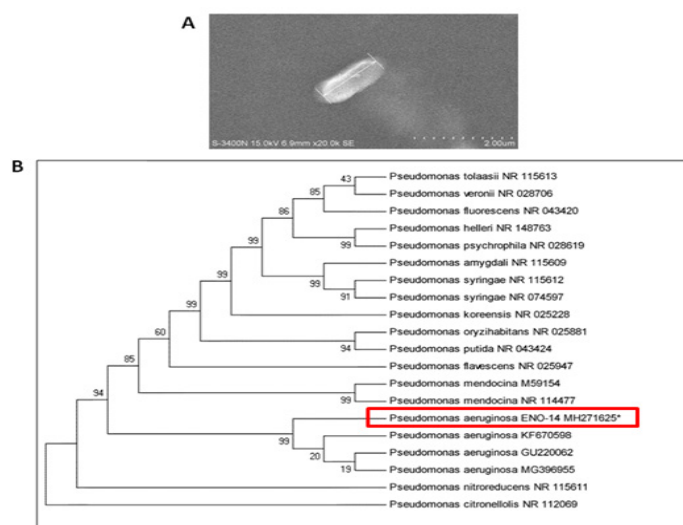 A
S-3400N 15.0kV 6.9mm x20.0k SE
2.00um
B
Pseudomonas tolaasii NR 115613
43
Pseudomonas veronii NR 028706
85
Pseudomonas fluorescens NR 043420
86
Pseudomonas helleri NR 148763
99
Pseudomonas psychrophila NR 028619
99
Pseudomonas amygdali NR 115609
99
Pseudomonas syringae NR 115612
99
91
Pseudomonas syringae NR 074597
Pseudomonas koreensis NR 025228
99
Pseudomonas oryzihabitans NR 025881
60
94
Pseudomonas putida NR 043424
Pseudomonas flavescens NR 025947
85
Pseudomonas mendocina M59154
94
99
Pseudomonas mendocina NR 114477
Pseudomonas aeruginosa ENO-14 MH271625*
99
Pseudomonas aeruginosa KF670598
20
Pseudomonas aeruginosa GU220062
19
Pseudomonas aeruginosa MG396955
Pseudomonas nitroreducens NR 115611
Pseudomonas citronellolis NR 112069